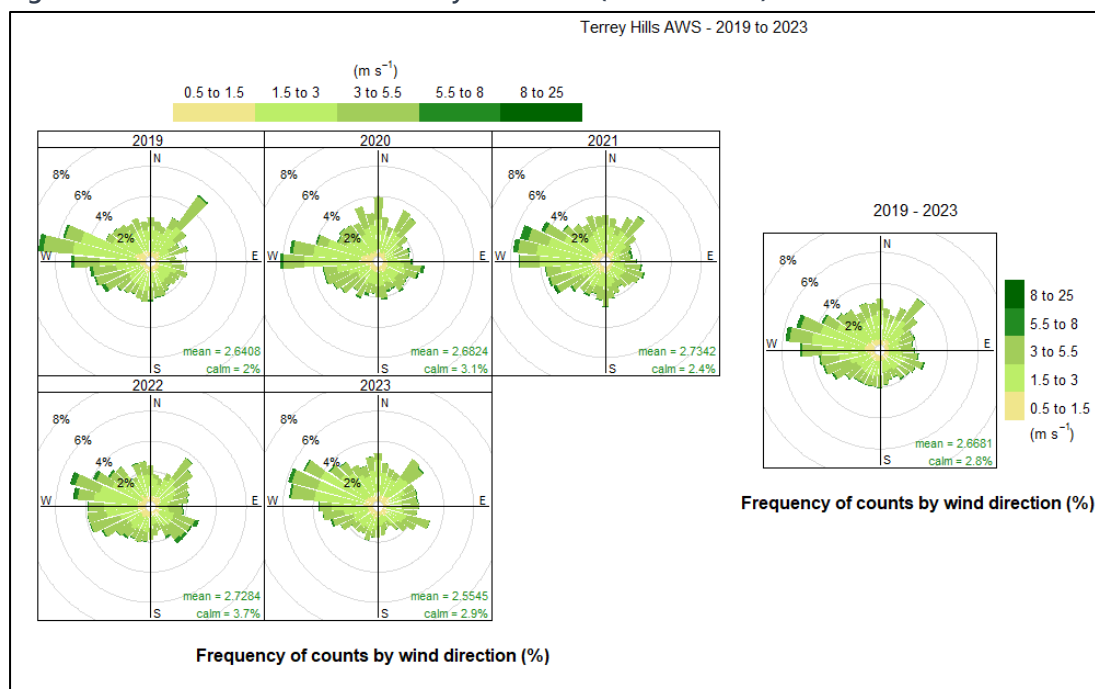 Terrey Hills AWS - 2019 to 2023
(m s⁻¹)
0.5 to 1.5 1.5 to 3 3 to 5.5 5.5 to 8 8 to 25
2019
N
8%
6%
4%
2%
W
E
S
mean = 2.6408
calm = 2%
2020
N
8%
6%
4%
2%
W
E
S
mean = 2.6824
calm = 3.1%
2021
N
8%
6%
4%
2%
W
E
S
mean = 2.7342
calm = 2.4%
2022
N
8%
6%
4%
2%
W
E
S
mean = 2.7284
calm = 3.7%
2023
N
8%
6%
4%
2%
W
E
S
mean = 2.5545
calm = 2.9%
Frequency of counts by wind direction (%)
2019 - 2023
N
8%
6%
4%
2%
W
E
S
mean = 2.6681
calm = 2.8%
8 to 25
5.5 to 8
3 to 5.5
1.5 to 3
0.5 to 1.5
(m s⁻¹)
Frequency of counts by wind direction (%)